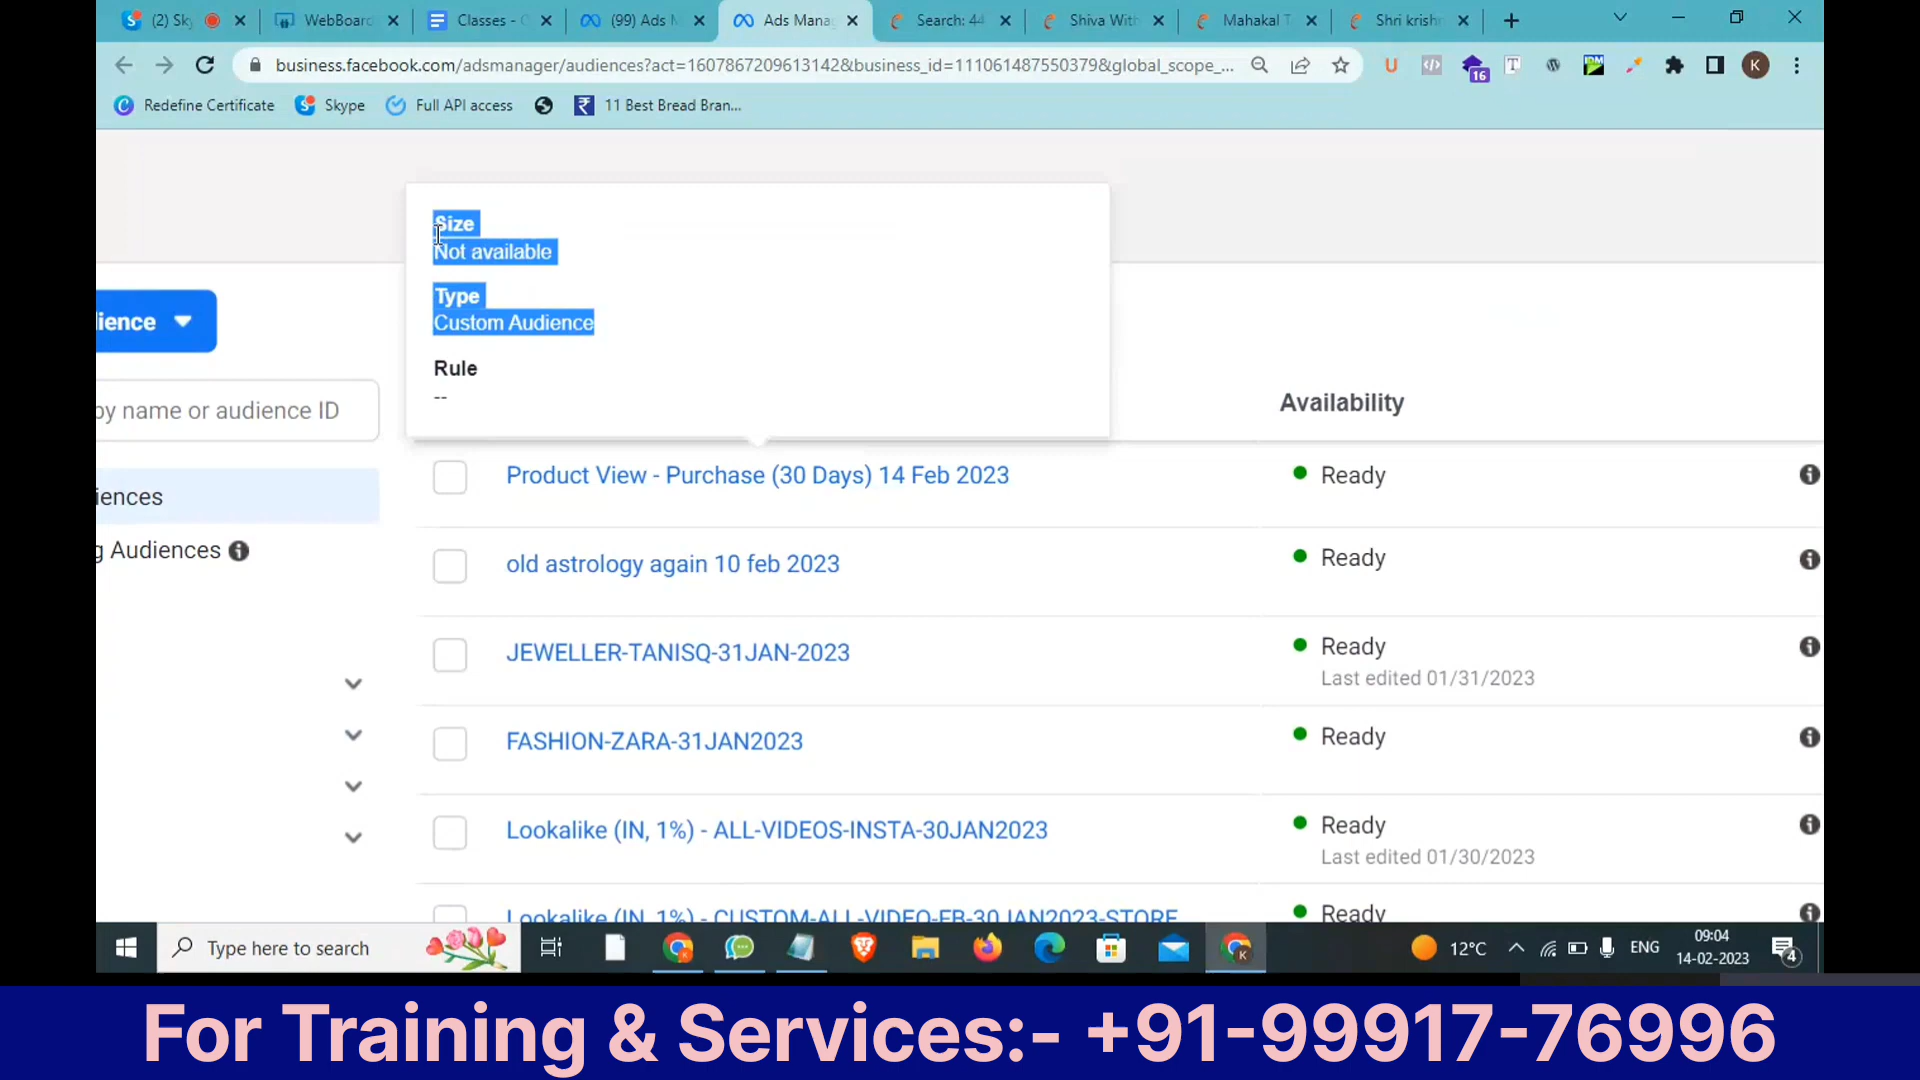 (2) Sky
WebBoard
Classes - G
(99) Ads M
Ads Mana
Search: 44
Shiva With
Mahakal T
Shri krish
business.facebook.com/adsmanager/audiences?act=1607867209613142&business_id=111061487550379&global_scope_...
16
K
Redefine Certificate
Skype
Full API access
11 Best Bread Bran...
Size
Not available
Type
Custom Audience
Rule
--
ience
by name or audience ID
iences
g Audiences
Availability
Product View - Purchase (30 Days) 14 Feb 2023
Ready
old astrology again 10 feb 2023
Ready
JEWELLER-TANISQ-31JAN-2023
Ready
Last edited 01/31/2023
FASHION-ZARA-31JAN2023
Ready
Lookalike (IN, 1%) - ALL-VIDEOS-INSTA-30JAN2023
Ready
Last edited 01/30/2023
Lookalike (IN, 1%) - CUSTOM-ALL-VIDEO-FB-30JAN2023-STORE
Ready
Type here to search
12°C
ENG
09:04
14-02-2023
4
For Training & Services:- +91-99917-76996